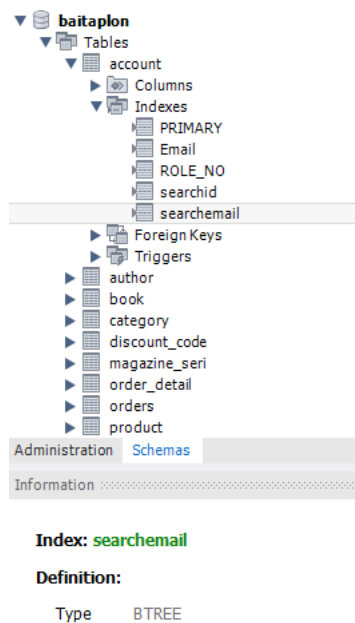 baitaplon
Tables
account
Columns
Indexes
PRIMARY
Email
ROLE_NO
searchid
searchemail
Foreign Keys
Triggers
author
book
category
discount_code
magazine_seri
order_detail
orders
product
Administration Schemas
Information
Index: searchemail
Definition:
Type BTREE